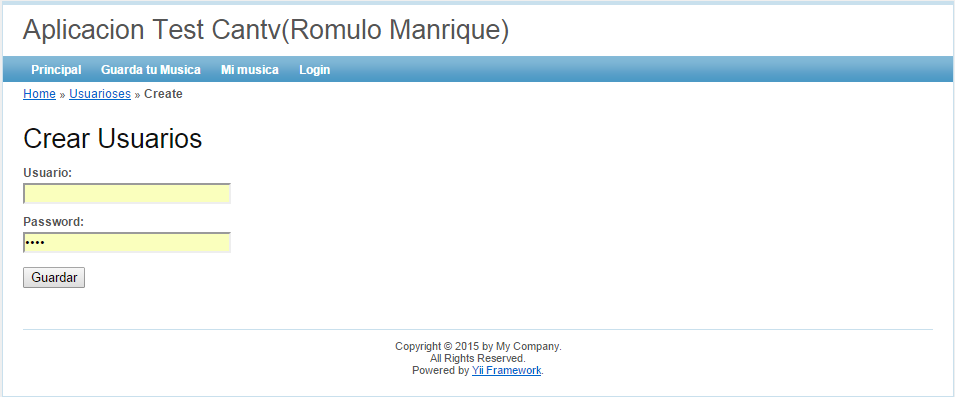 Aplicacion Test Cantv(Romulo Manrique)
Principal Guarda tu Musica Mi musica Login
Home » Usuarioses » Create
Crear Usuarios
Usuario:
Password:
••••
Guardar
Copyright © 2015 by My Company.
All Rights Reserved.
Powered by Yii Framework.